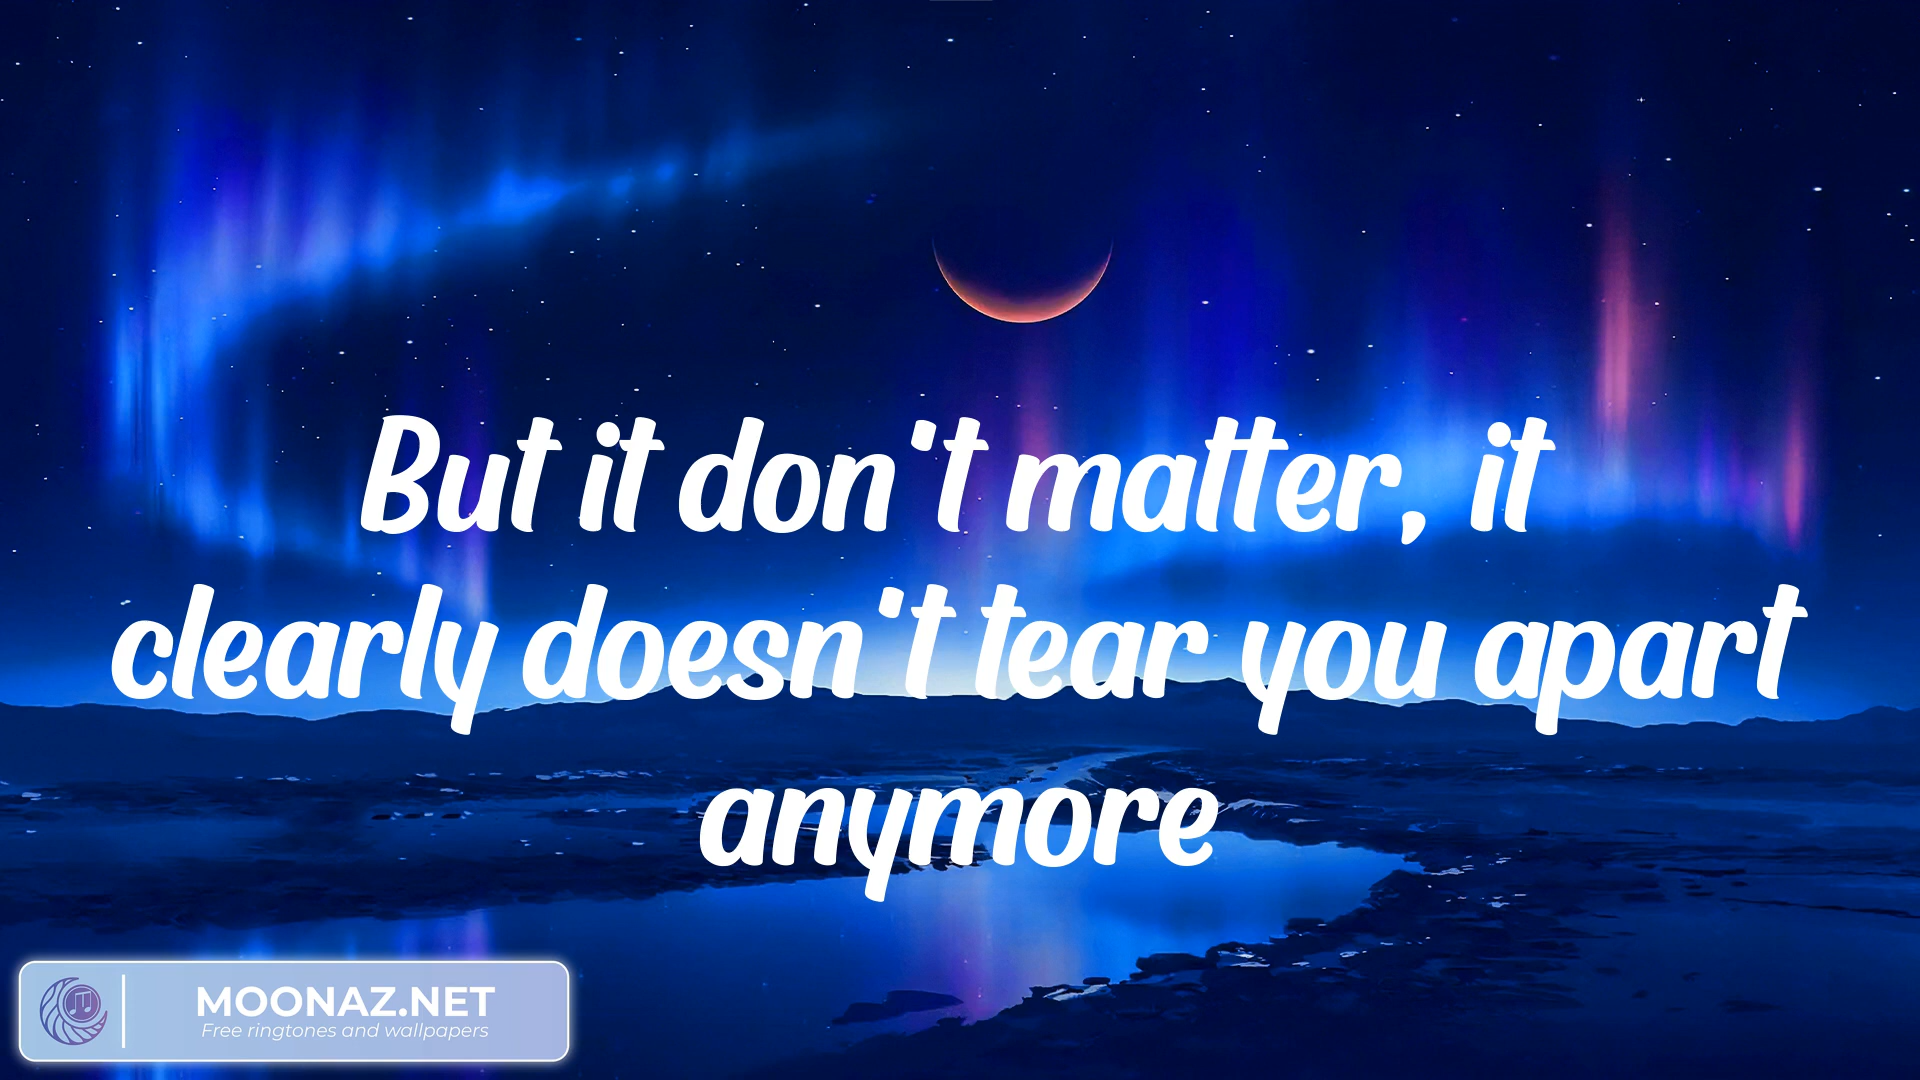 But it don't matter, it
clearly doesn't tear you apart
anymore
MOONAZ.NET
Free ringtones and wallpapers